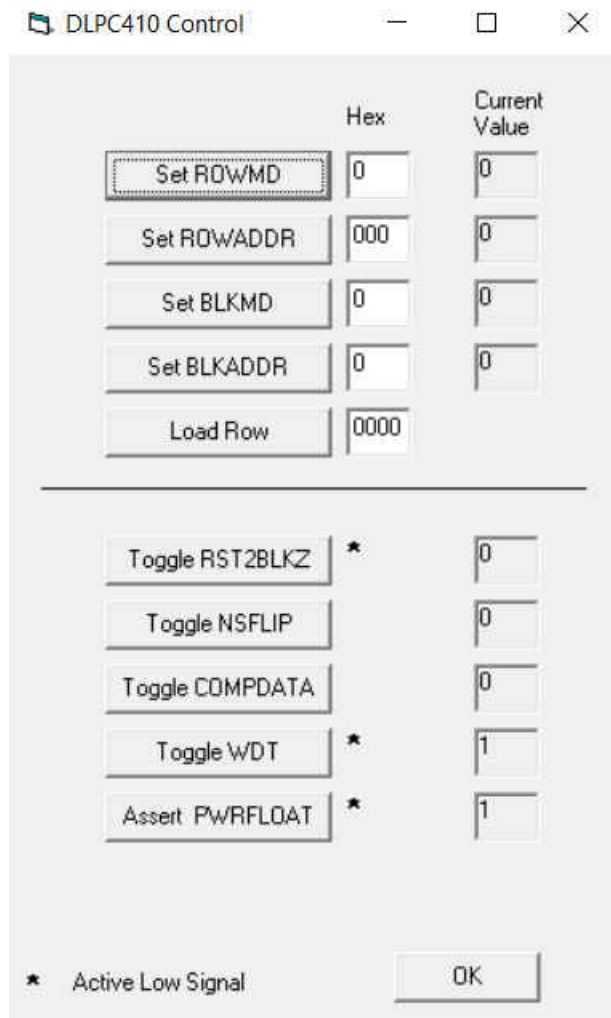 DLPC410 Control
Hex
Current
Value
Set ROWMD 0 0
Set ROWADDR 000 0
Set BLKMD 0 0
Set BLKADDR 0 0
Load Row 0000
Toggle RST2BLKZ * 0
Toggle NSFLIP 0
Toggle COMPDATA 0
Toggle WDT * 1
Assert PWRFLOAT * 1
* Active Low Signal
OK